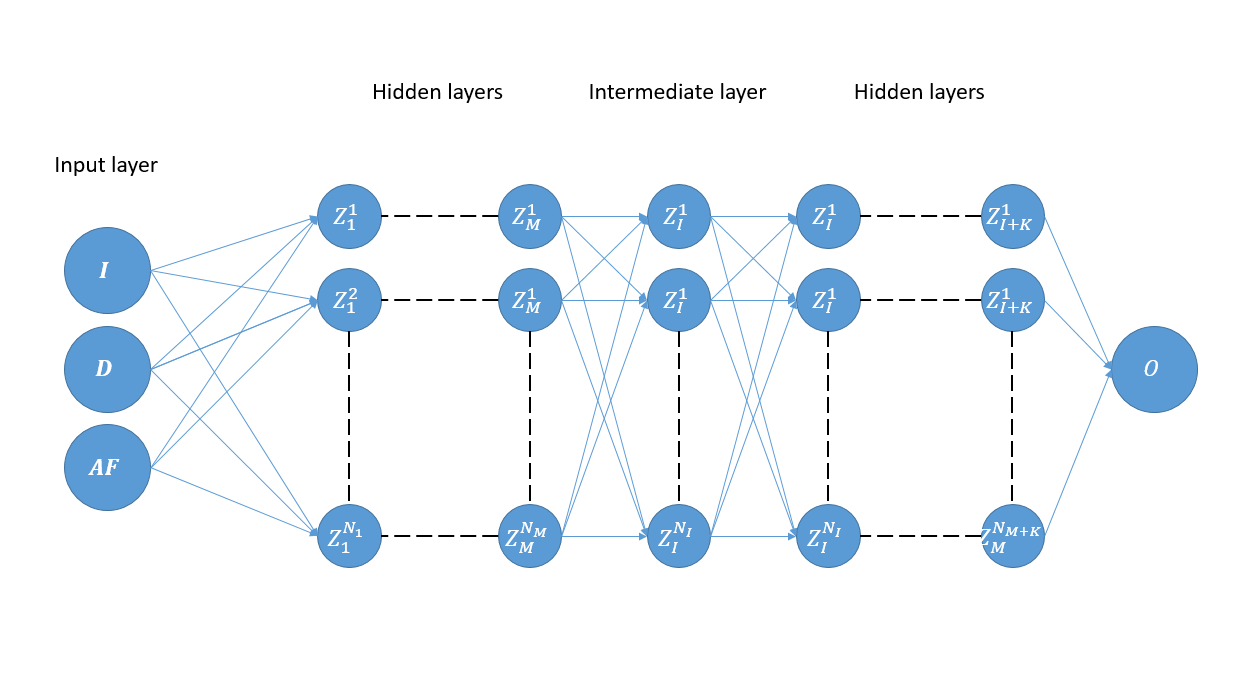 Hidden layers Intermediate layer Hidden layers
Input layer
I
D
AF
Z_1^1 Z_M^1 Z_I^1 Z_I^1 Z_{I+K}^1
Z_1^2 Z_M^1 Z_I^1 Z_I^1 Z_{I+K}^1
Z_1^{N_1} Z_M^{N_M} Z_I^{N_I} Z_I^{N_I} Z_M^{N_{M+K}}
O